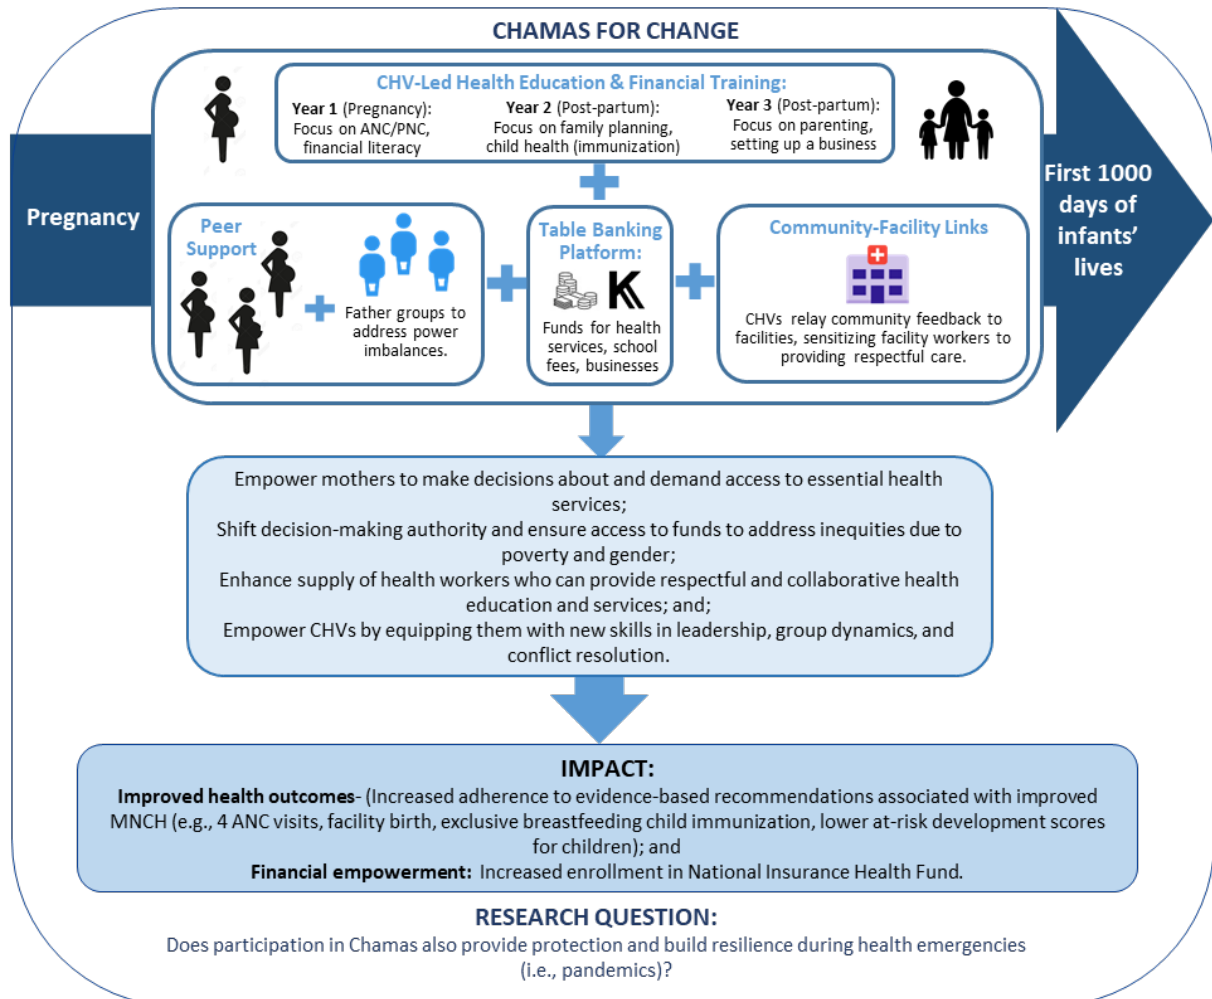 CHAMAS FOR CHANGE
CHV-Led Health Education & Financial Training:
Year 1 (Pregnancy):
Focus on ANC/PNC,
financial literacy
Year 2 (Post-partum):
Focus on family planning,
child health (immunization)
Year 3 (Post-partum):
Focus on parenting,
setting up a business
Pregnancy
First 1000
days of
infants’
lives
Peer
Support
Father groups to
address power
imbalances.
Table Banking
Platform:
Funds for health
services, school
fees, businesses
Community-Facility Links
CHVs relay community feedback to
facilities, sensitizing facility workers to
providing respectful care.
Empower mothers to make decisions about and demand access to essential health
services;
Shift decision-making authority and ensure access to funds to address inequities due to
poverty and gender;
Enhance supply of health workers who can provide respectful and collaborative health
education and services; and;
Empower CHVs by equipping them with new skills in leadership, group dynamics, and
conflict resolution.
IMPACT:
Improved health outcomes- (Increased adherence to evidence-based recommendations associated with improved
MNCH (e.g., 4 ANC visits, facility birth, exclusive breastfeeding child immunization, lower at-risk development scores
for children); and
Financial empowerment: Increased enrollment in National Insurance Health Fund.
RESEARCH QUESTION:
Does participation in Chamas also provide protection and build resilience during health emergencies
(i.e., pandemics)?